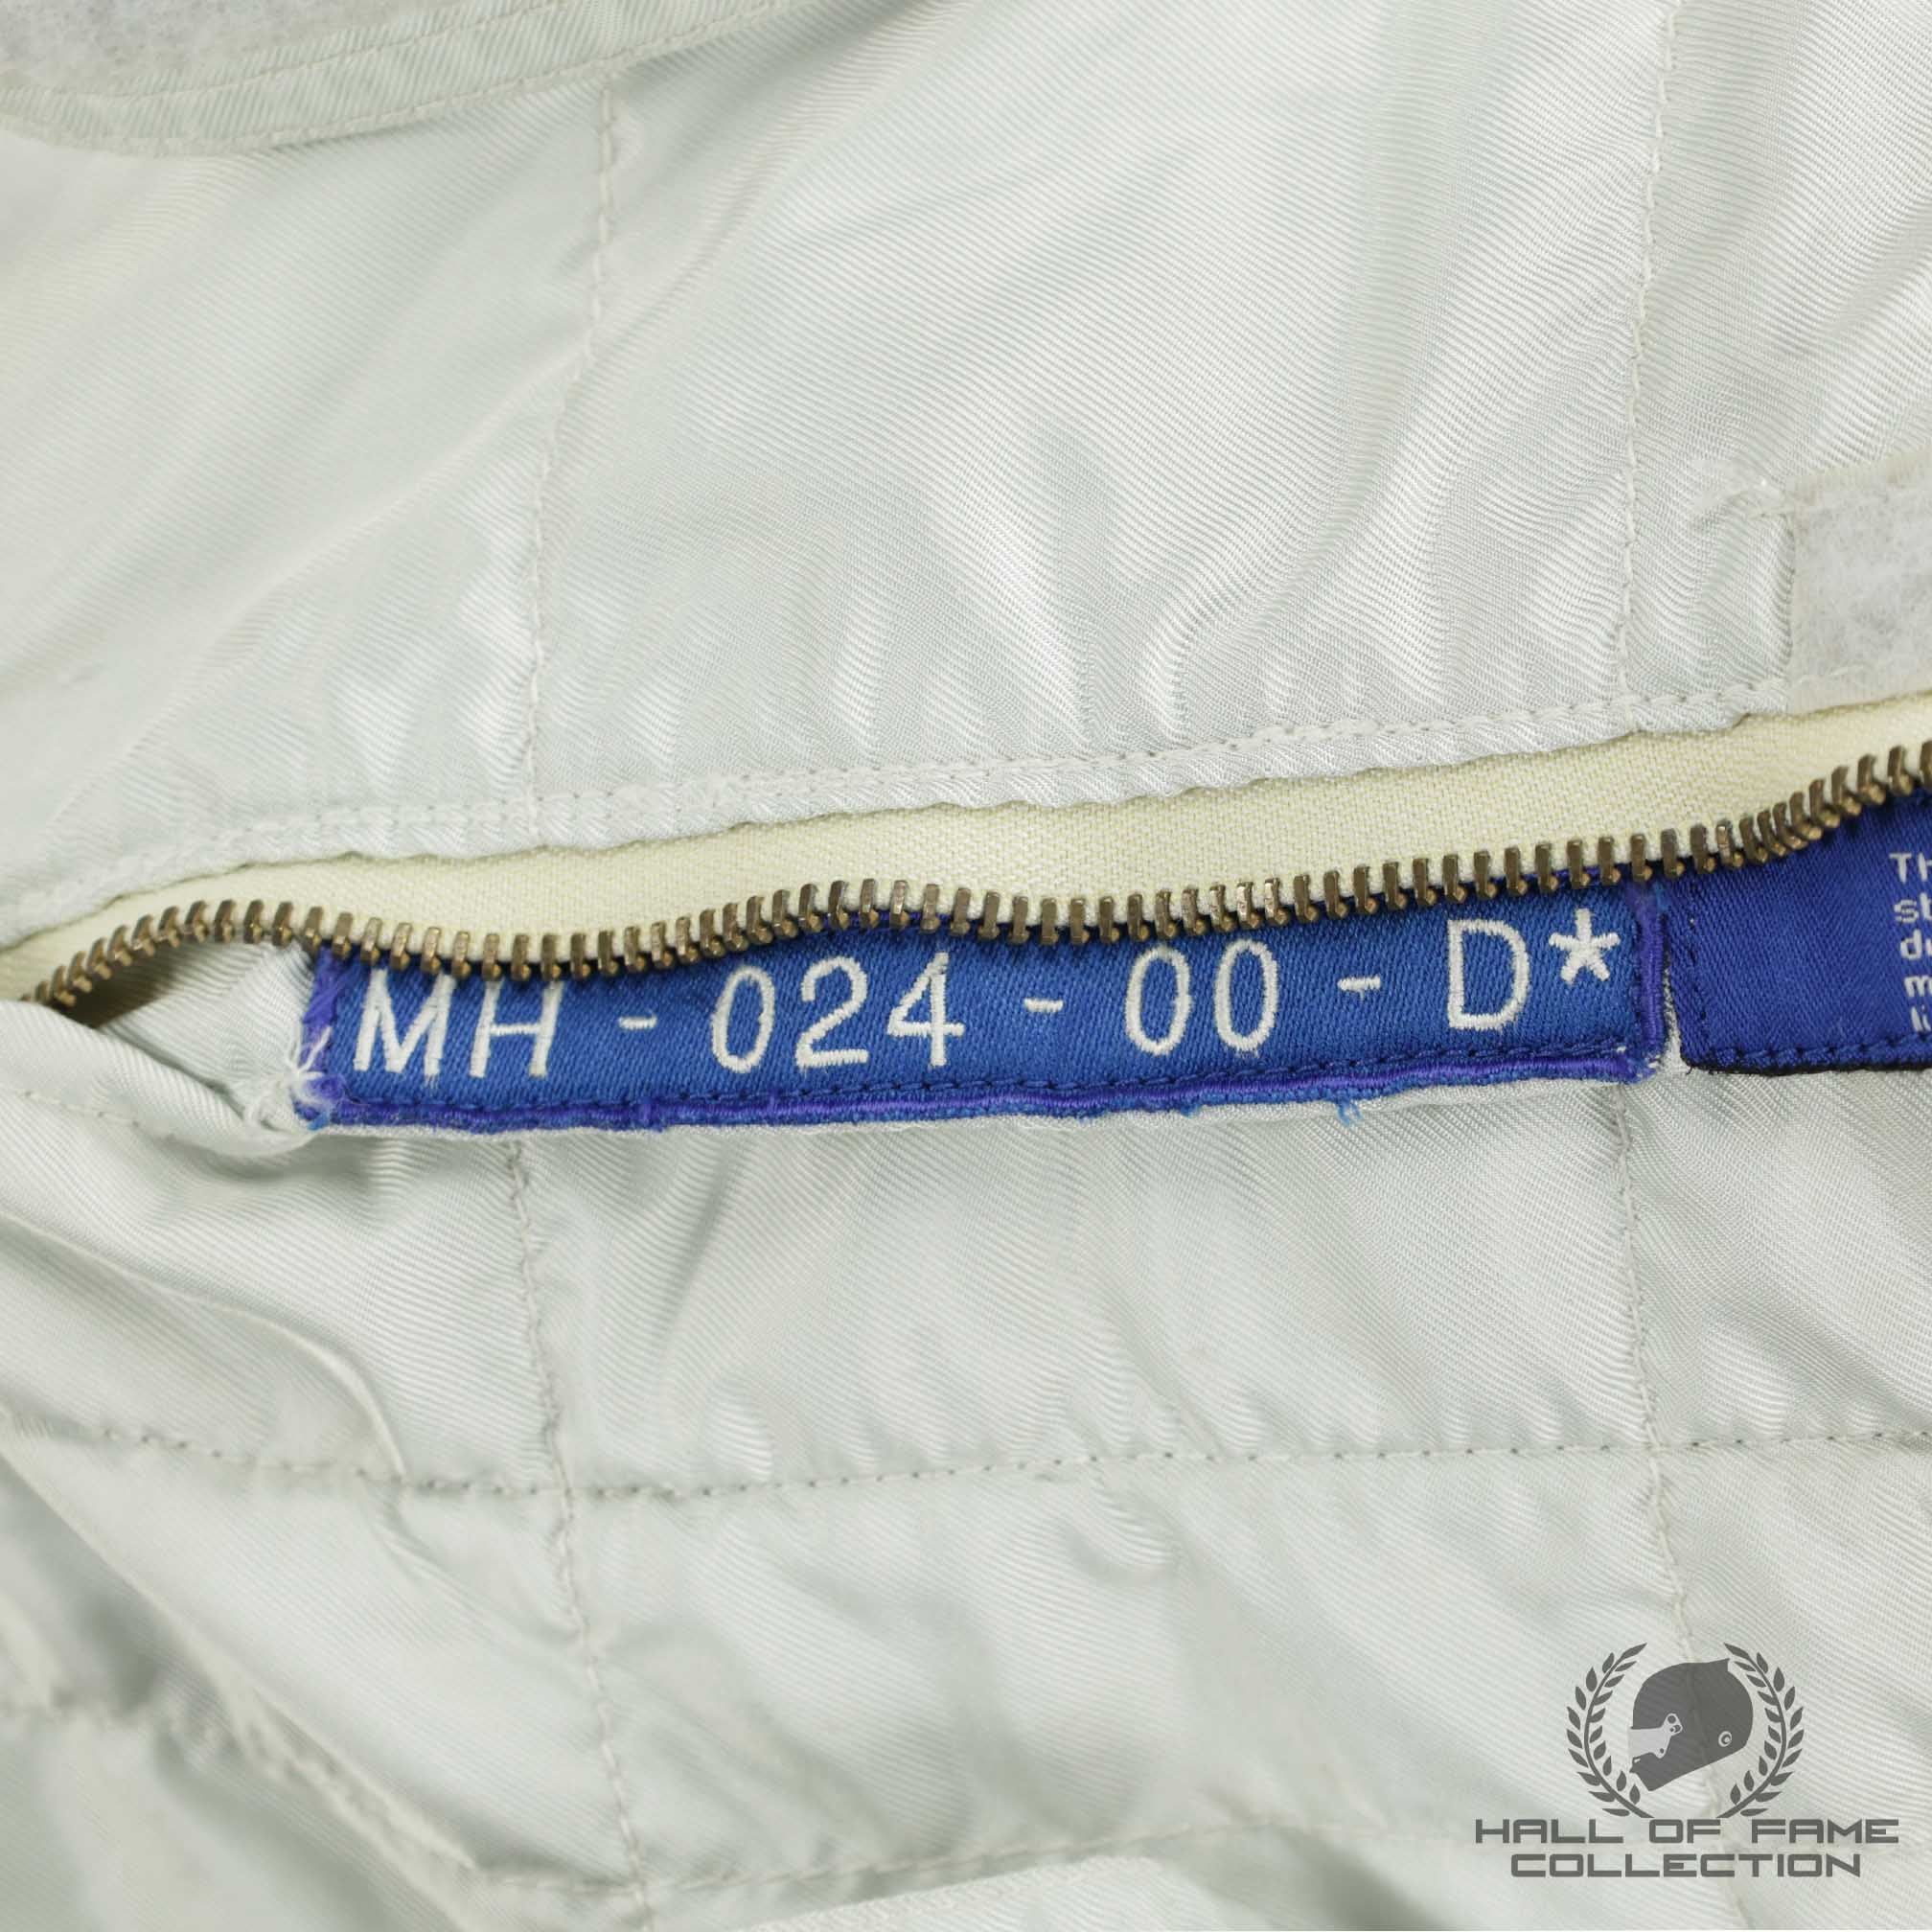 MH - 024 - 00 - D*
HALL OF FAME
COLLECTION